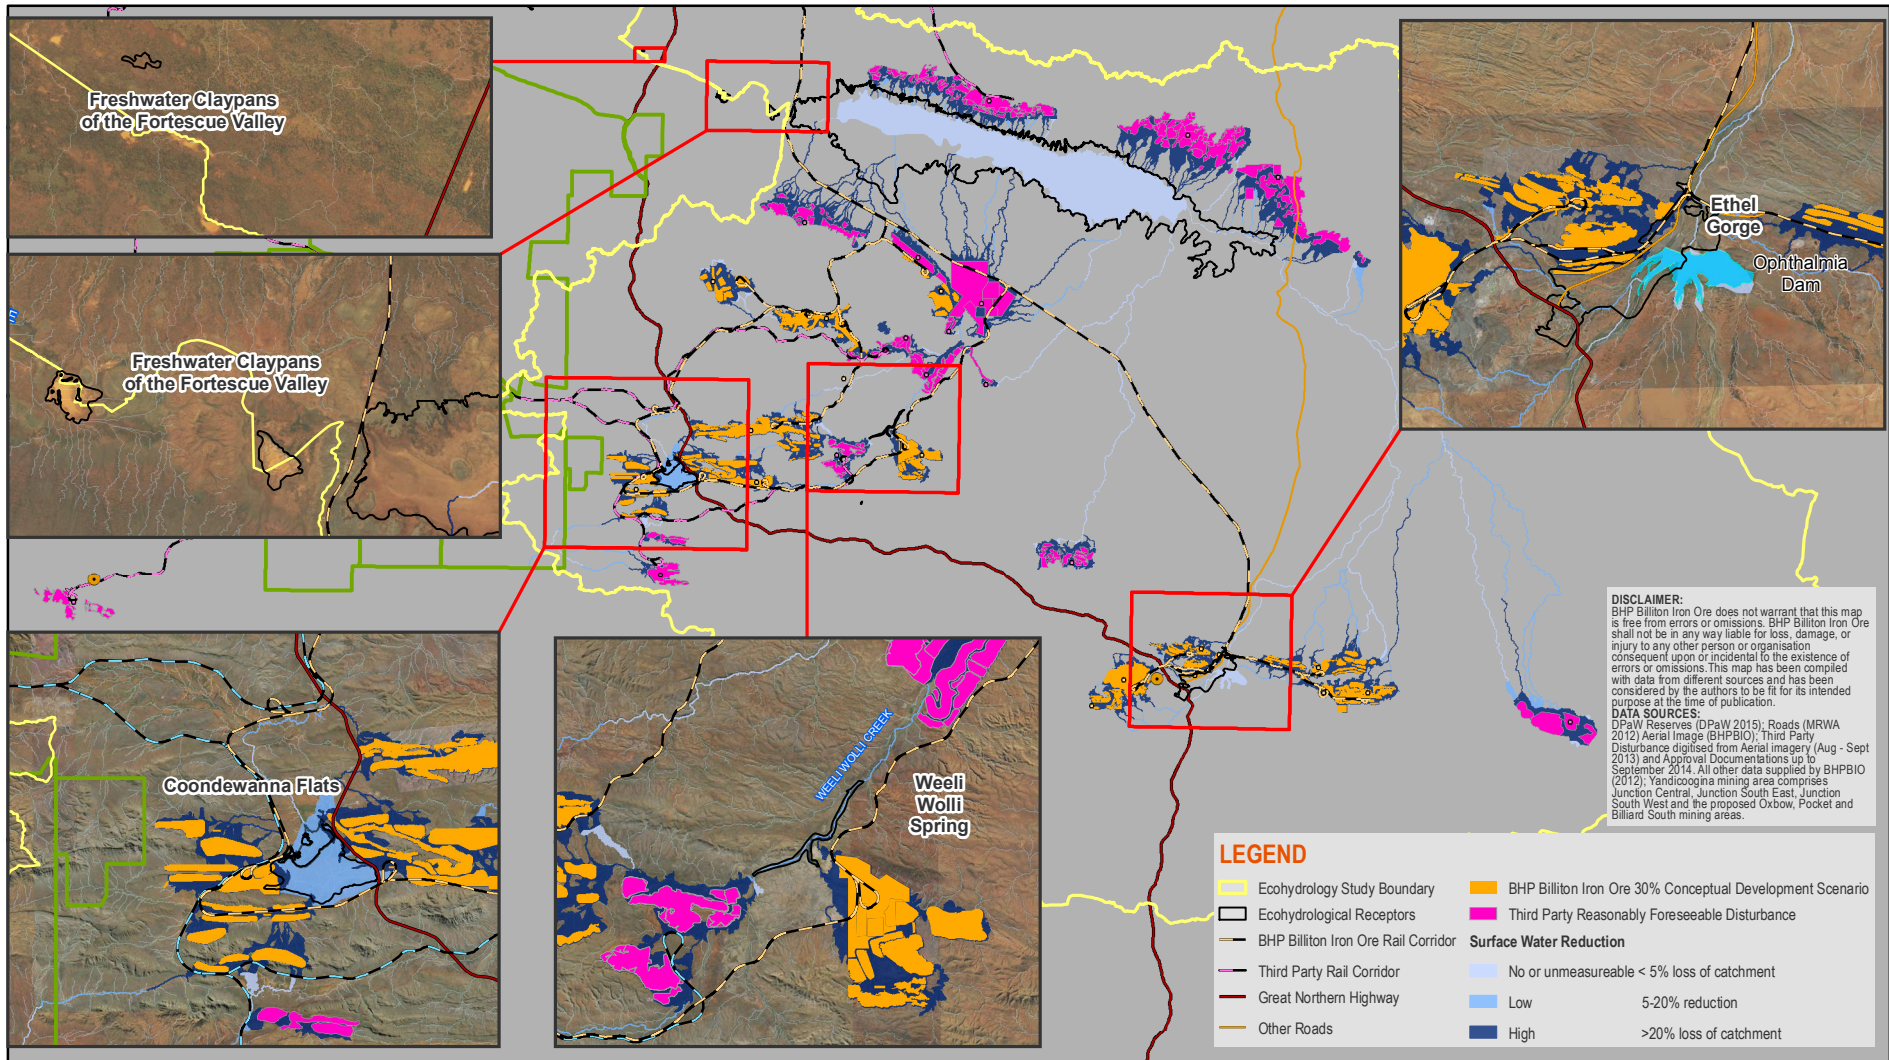 Freshwater Claypans
of the Fortescue Valley
Freshwater Claypans
of the Fortescue Valley
Ethel
Gorge
Ophthalmia
Dam
Coondewanna Flats
WEELI WOLLI CREEK
Weeli
Wolli
Spring
DISCLAIMER:
BHP Billiton Iron Ore does not warrant that this map
is free from errors or omissions. BHP Billiton Iron Ore
shall not be in any way liable for loss, damage, or
injury to any other person or organisation
consequent upon or incidental to the existence of
errors or omissions. This map has been compiled
with data from different sources and has been
considered by the authors to be fit for its intended
purpose at the time of publication.
DATA SOURCES:
DPaW Reserves (DPaW 2015); Roads (MRWA
2012) Aerial Image (BHPBIO); Third Party
Disturbance digitised from Aerial imagery (Aug - Sept
2013) and Approval Documentations up to
September 2014. All other data supplied by BHPBIO
(2012); Yandicoogina mining area comprises
Junction Central, Junction South East, Junction
South West and the proposed Oxbow, Pocket and
Billiard South mining areas.
LEGEND
Ecohydrology Study Boundary
Ecohydrological Receptors
BHP Billiton Iron Ore Rail Corridor
Third Party Rail Corridor
Great Northern Highway
Other Roads
BHP Billiton Iron Ore 30% Conceptual Development Scenario
Third Party Reasonably Foreseeable Disturbance
Surface Water Reduction
No or unmeasureable < 5% loss of catchment
Low 5-20% reduction
High >20% loss of catchment